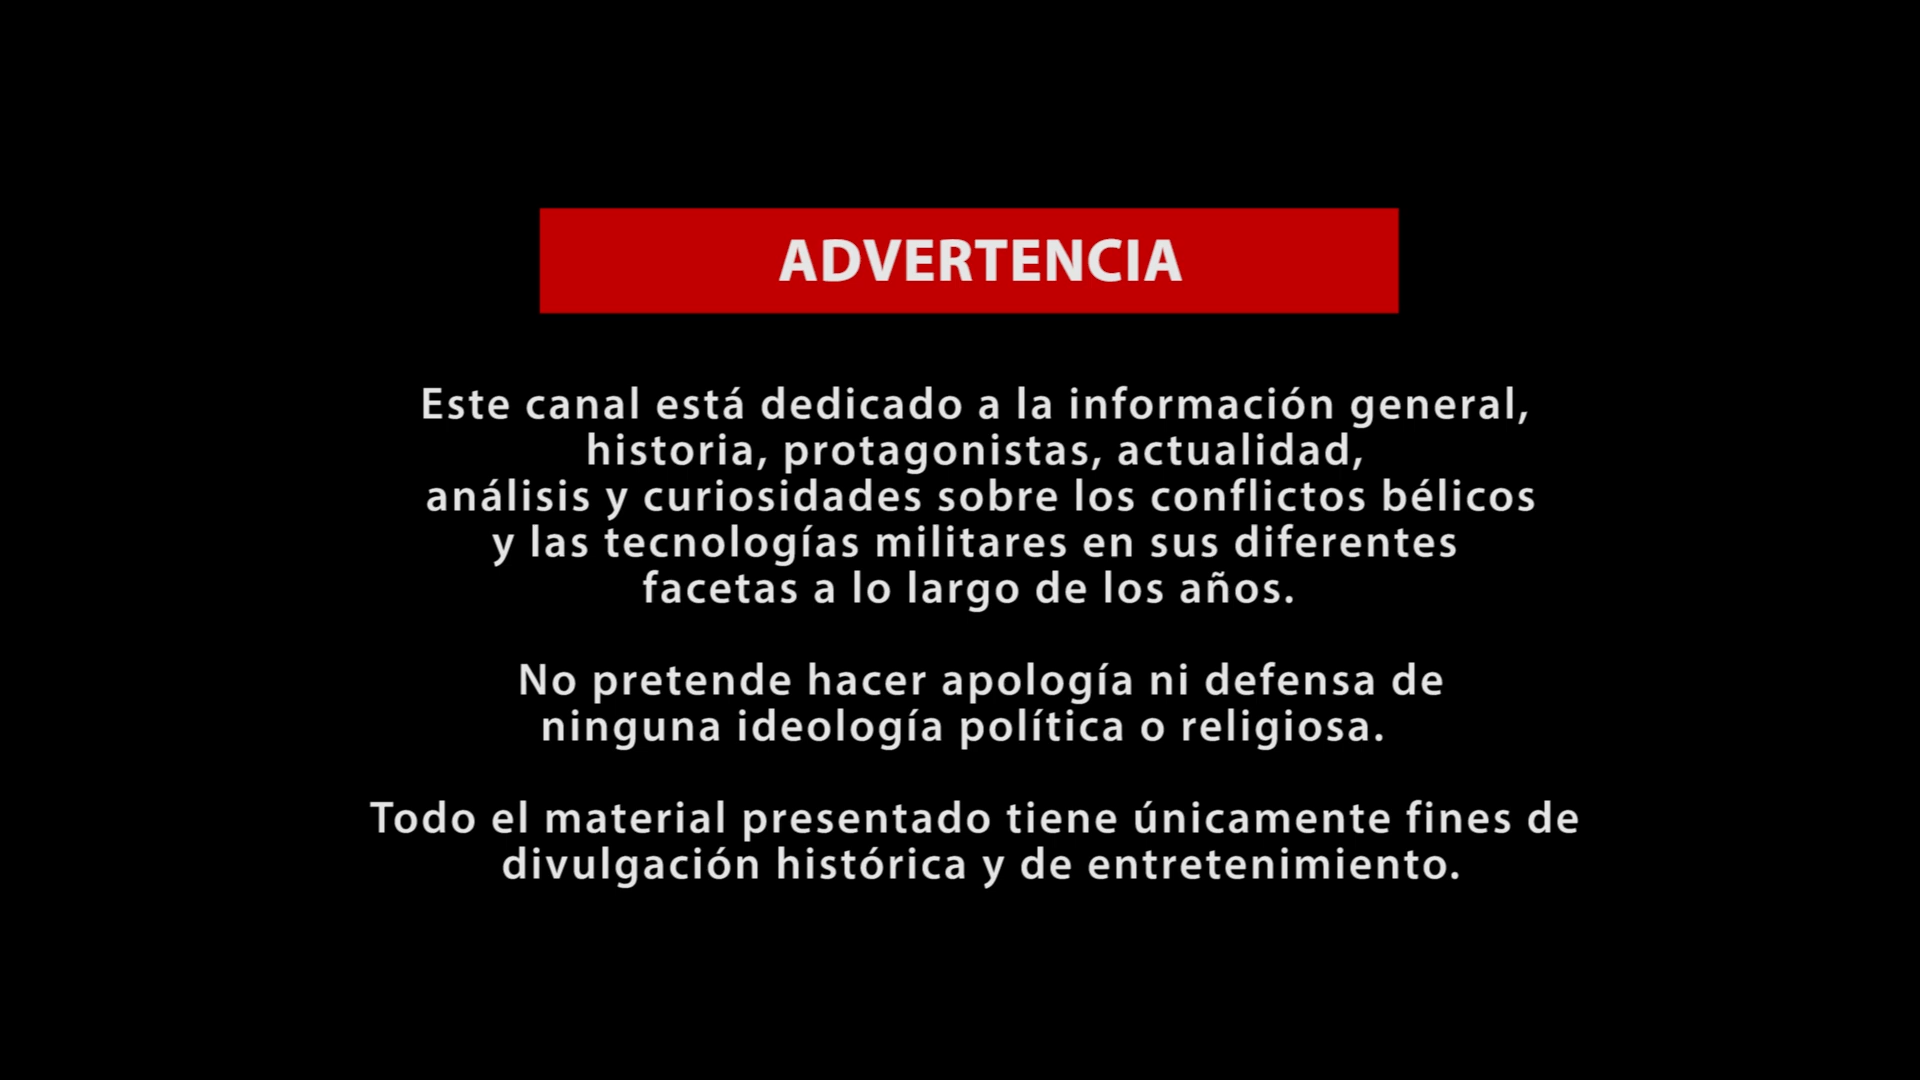 ADVERTENCIA
Este canal está dedicado a la información general,
historia, protagonistas, actualidad,
análisis y curiosidades sobre los conflictos bélicos
y las tecnologías militares en sus diferentes
facetas a lo largo de los años.
No pretende hacer apología ni defensa de
ninguna ideología política o religiosa.
Todo el material presentado tiene únicamente fines de
divulgación histórica y de entretenimiento.